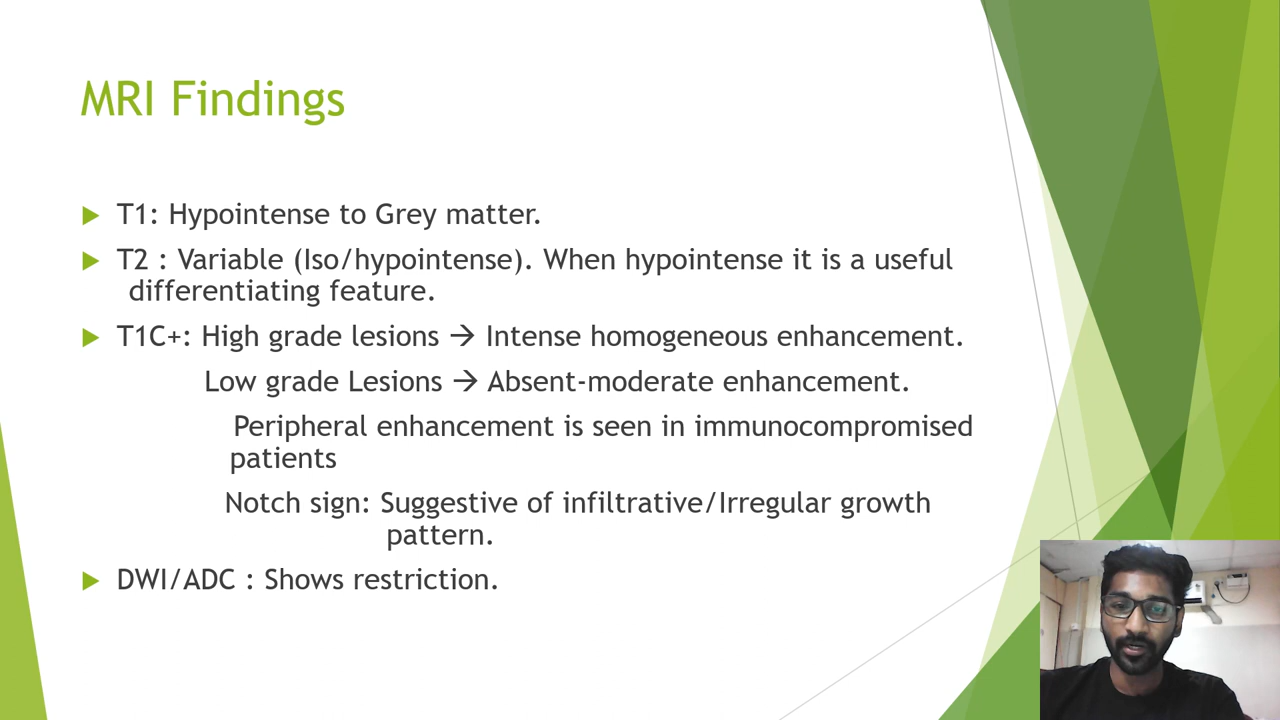 MRI Findings
T1: Hypointense to Grey matter.
T2 : Variable (Iso/hypointense). When hypointense it is a useful
differentiating feature.
T1C+: High grade lesions → Intense homogeneous enhancement.
Low grade Lesions → Absent-moderate enhancement.
Peripheral enhancement is seen in immunocompromised
patients
Notch sign: Suggestive of infiltrative/Irregular growth
pattern.
DWI/ADC : Shows restriction.